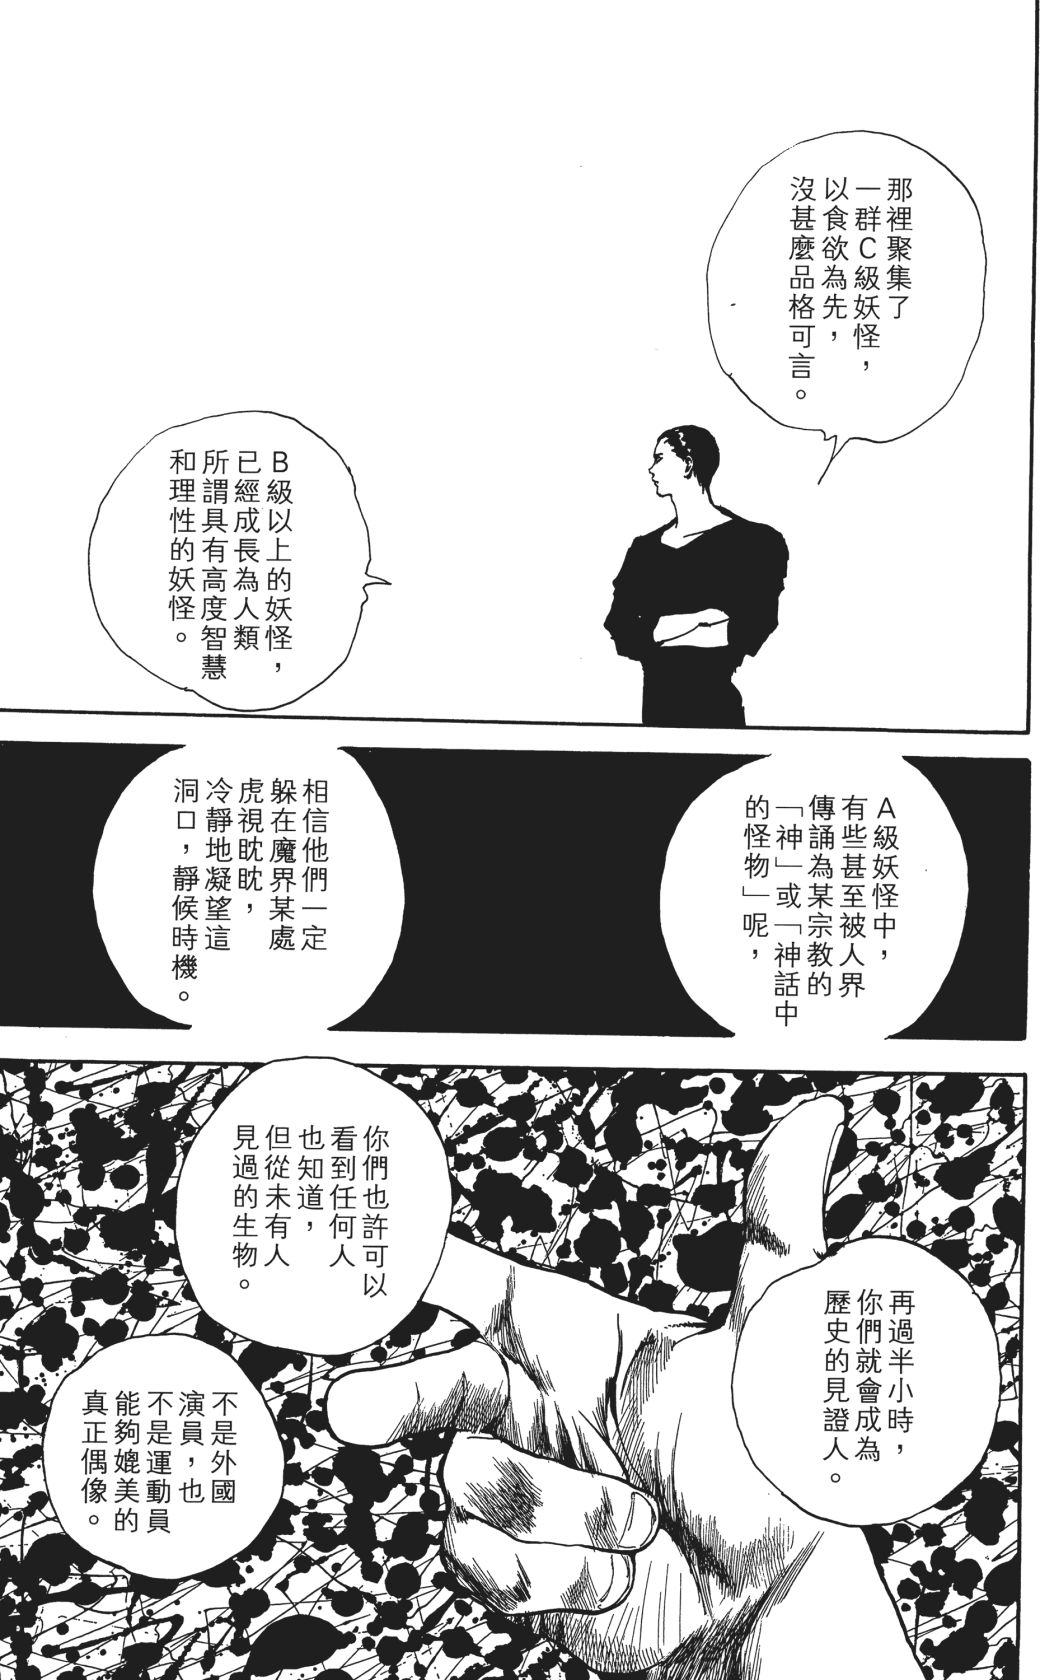 那裡聚集了
一群C級妖怪，
以食欲為先，
沒甚麼品格可言。
B級以上的妖怪，
已經成長為人類
所謂具有高度智慧
和理性的妖怪。
A級妖怪中，
有些甚至被人界
傳誦為某宗教的
「神」或「神話中
的怪物」呢，
相信他們一定
躲在魔界某處
虎視眈眈，
冷靜地凝望這
洞口，靜候時機。
再過半小時，
你們就會成為
歷史的見證人。
你們也許可以
看到任何人
也知道，
但從未有人
見過的生物。
不是外國
演員，也
不是運動員
能夠媲美的
真正偶像。